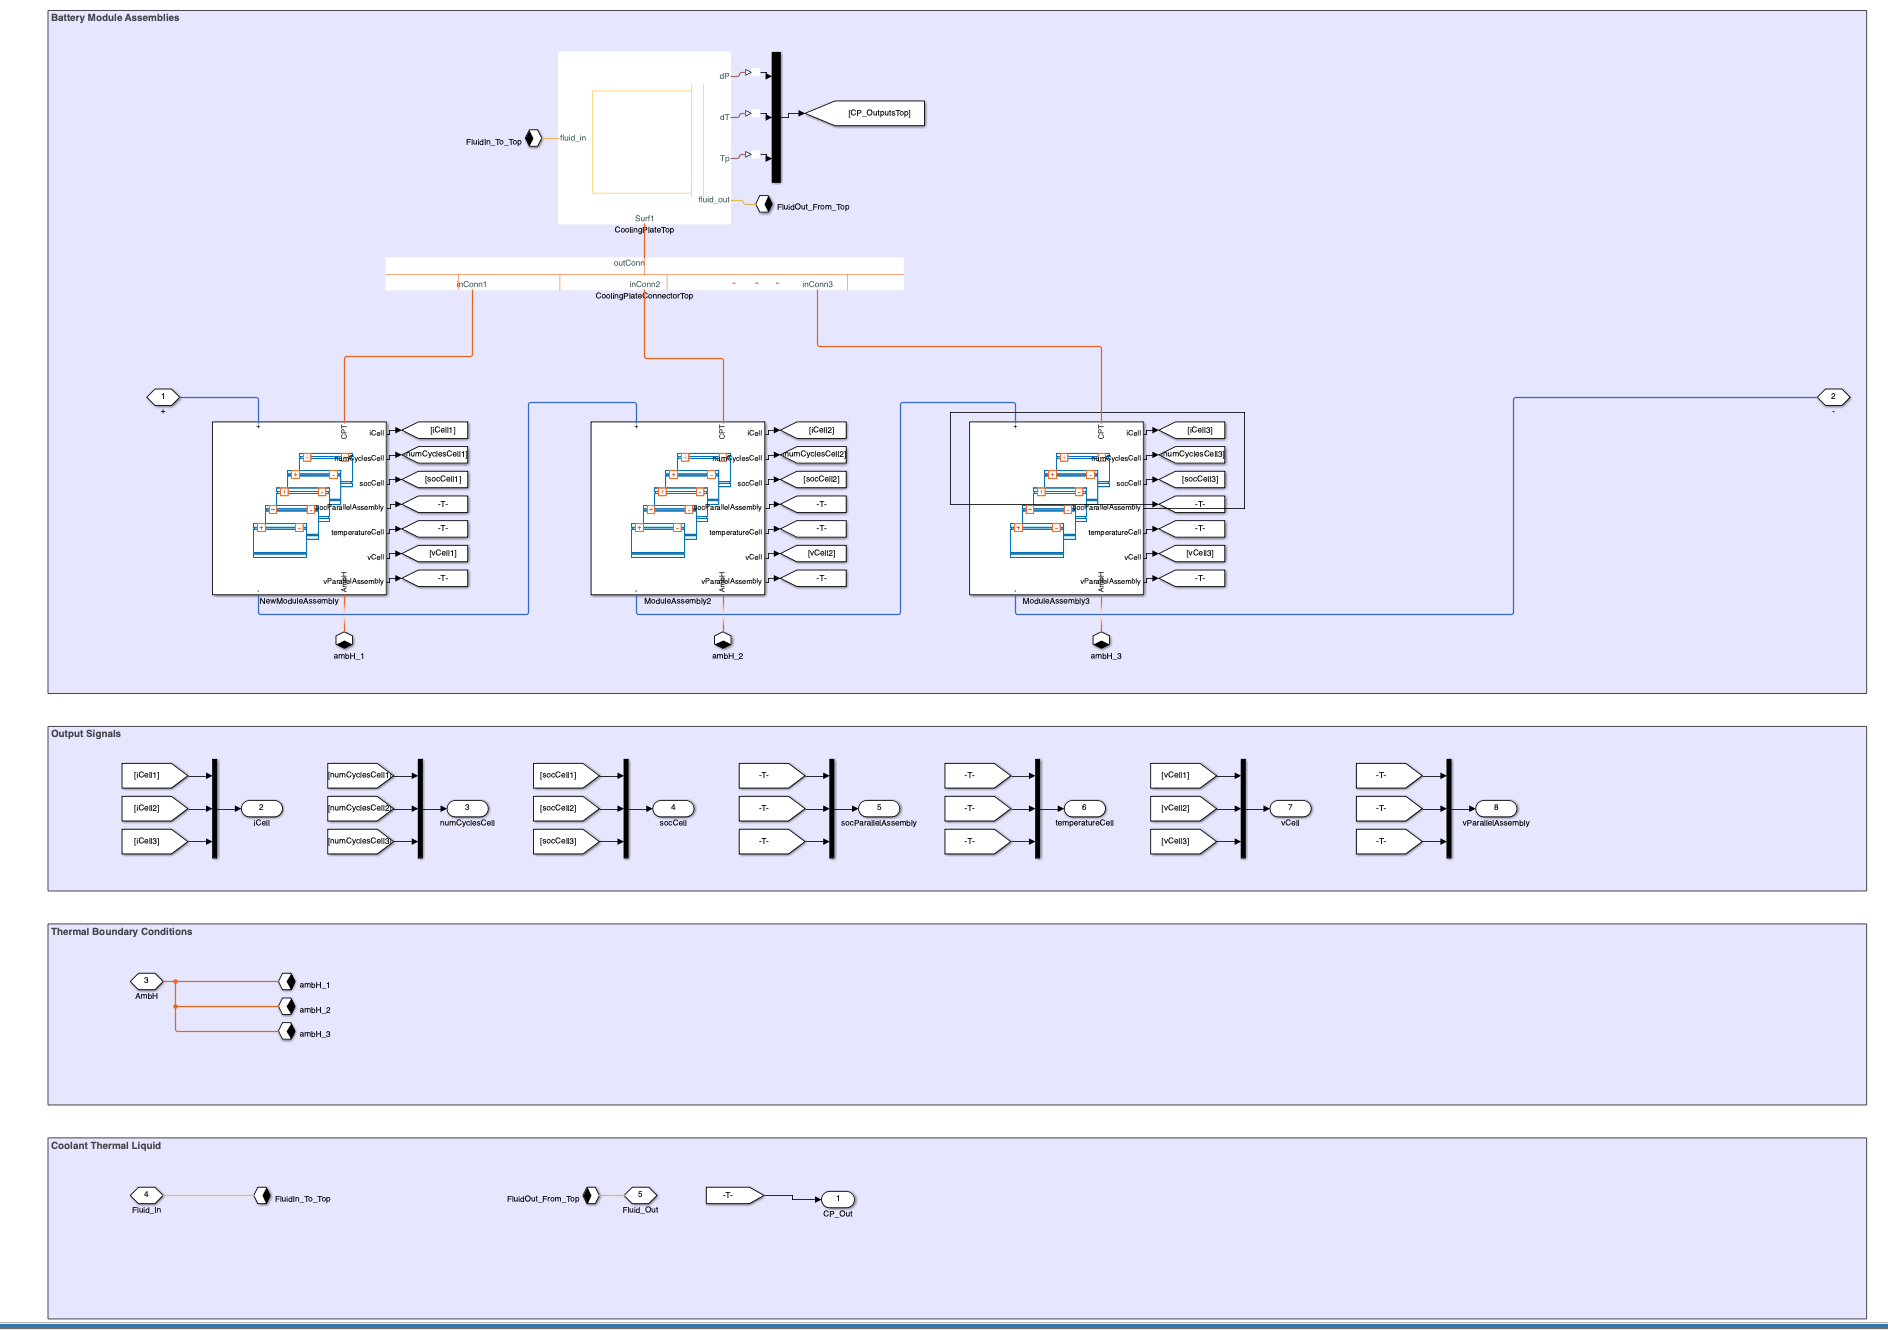 Battery Module Assemblies
dP
dT
[CP_OutputsTop]
FluidIn_To_Top
fluid_in
Tp
fluid_out
FluidOut_From_Top
Surf1
CoolingPlateTop
outConn
inConn1
inConn2
- - -
inConn3
CoolingPlateConnectorTop
1
+
2
-
+
CPT
iCell
[iCell1]
numCyclesCell
[numCyclesCell1]
socCell
[socCell1]
socParallelAssembly
-T-
temperatureCell
-T-
vCell
[vCell1]
vParallelAssembly
-T-
AmbH
-
NewModuleAssembly
ambH_1
+
CPT
iCell
[iCell2]
numCyclesCell
[numCyclesCell2]
socCell
[socCell2]
socParallelAssembly
-T-
temperatureCell
-T-
vCell
[vCell2]
vParallelAssembly
-T-
AmbH
-
ModuleAssembly2
ambH_2
+
CPT
iCell
[iCell3]
numCyclesCell
[numCyclesCell3]
socCell
[socCell3]
socParallelAssembly
-T-
temperatureCell
-T-
vCell
[vCell3]
vParallelAssembly
-T-
AmbH
-
ModuleAssembly3
ambH_3
Output Signals
[iCell1]
[iCell2]
[iCell3]
2
iCell
[numCyclesCell1]
[numCyclesCell2]
[numCyclesCell3]
3
numCyclesCell
[socCell1]
[socCell2]
[socCell3]
4
socCell
-T-
-T-
-T-
5
socParallelAssembly
-T-
-T-
-T-
6
temperatureCell
[vCell1]
[vCell2]
[vCell3]
7
vCell
-T-
-T-
-T-
8
vParallelAssembly
Thermal Boundary Conditions
3
AmbH
ambH_1
ambH_2
ambH_3
Coolant Thermal Liquid
4
Fluid_In
FluidIn_To_Top
FluidOut_From_Top
5
Fluid_Out
-T-
1
CP_Out